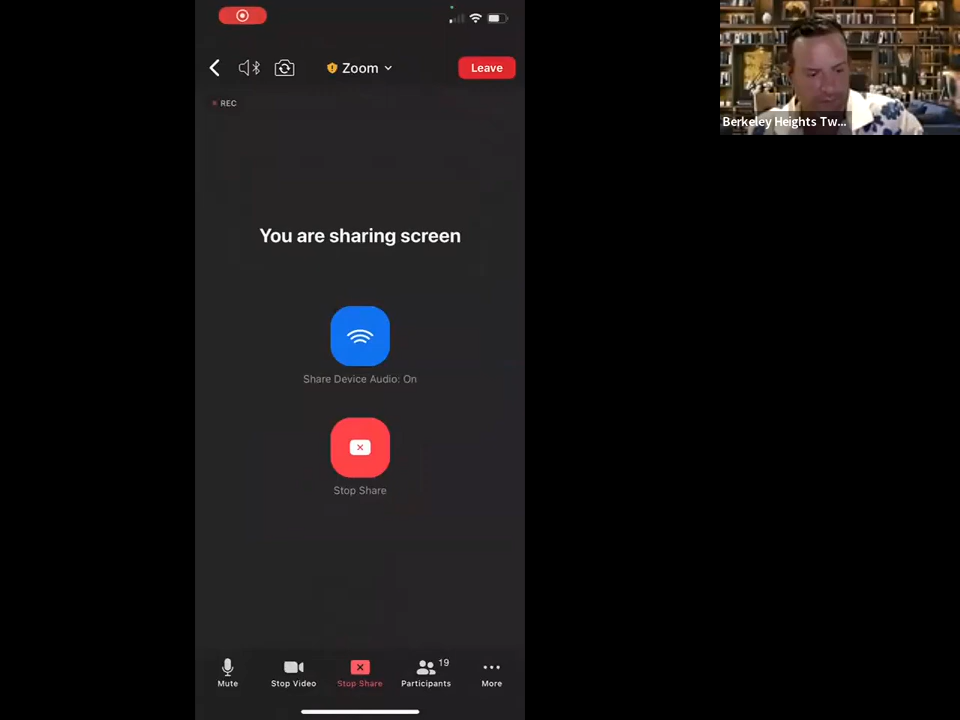 Zoom
Leave
REC
You are sharing screen
Share Device Audio: On
Stop Share
Mute
Stop Video
Stop Share
Participants
19
More
Berkeley Heights Tw...